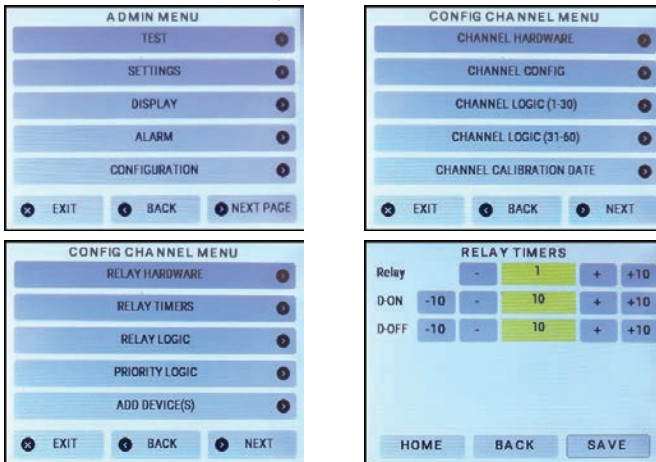 ADMIN MENU
TEST
SETTINGS
DISPLAY
ALARM
CONFIGURATION
EXIT BACK NEXT PAGE
CONFIG CHANNEL MENU
CHANNEL HARDWARE
CHANNEL CONFIG
CHANNEL LOGIC (1-30)
CHANNEL LOGIC (31-60)
CHANNEL CALIBRATION DATE
EXIT BACK NEXT
CONFIG CHANNEL MENU
RELAY HARDWARE
RELAY TIMERS
RELAY LOGIC
PRIORITY LOGIC
ADD DEVICE(S)
EXIT BACK NEXT
RELAY TIMERS
Relay - 1 + +10
D-ON -10 - 10 + +10
D-OFF -10 - 10 + +10
HOME BACK SAVE